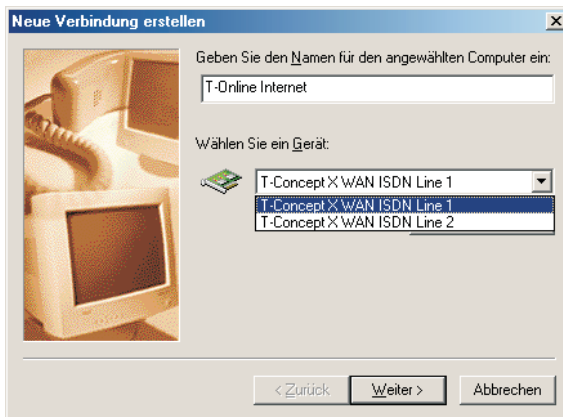 Neue Verbindung erstellen
Geben Sie den Namen für den angewählten Computer ein:
T-Online Internet
Wählen Sie ein Gerät:
T-Concept X WAN ISDN Line 1
T-Concept X WAN ISDN Line 1
T-Concept X WAN ISDN Line 2
< Zurück Weiter > Abbrechen